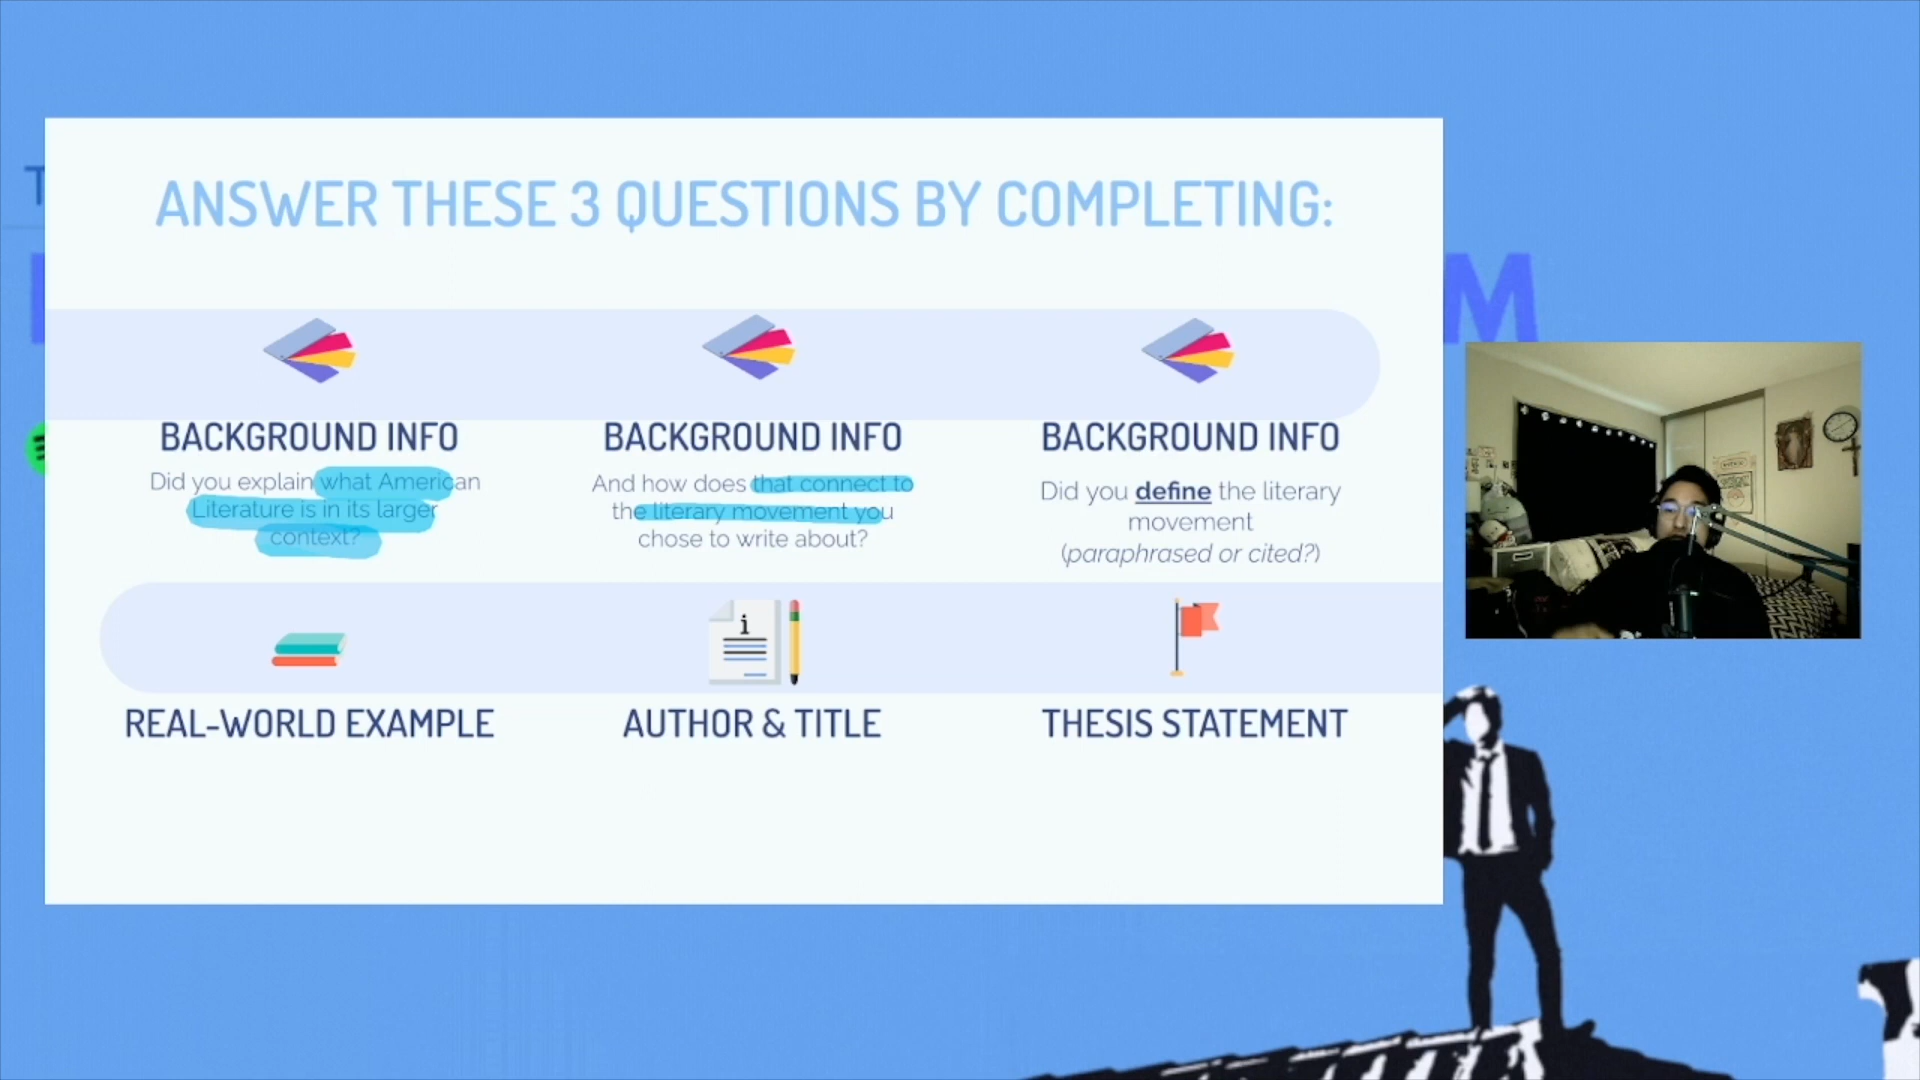 ANSWER THESE 3 QUESTIONS BY COMPLETING:
BACKGROUND INFO
Did you explain what American
Literature is in its larger
context?
BACKGROUND INFO
And how does that connect to
the literary movement you
chose to write about?
BACKGROUND INFO
Did you define the literary
movement
(paraphrased or cited?)
REAL-WORLD EXAMPLE
AUTHOR & TITLE
THESIS STATEMENT
T
M